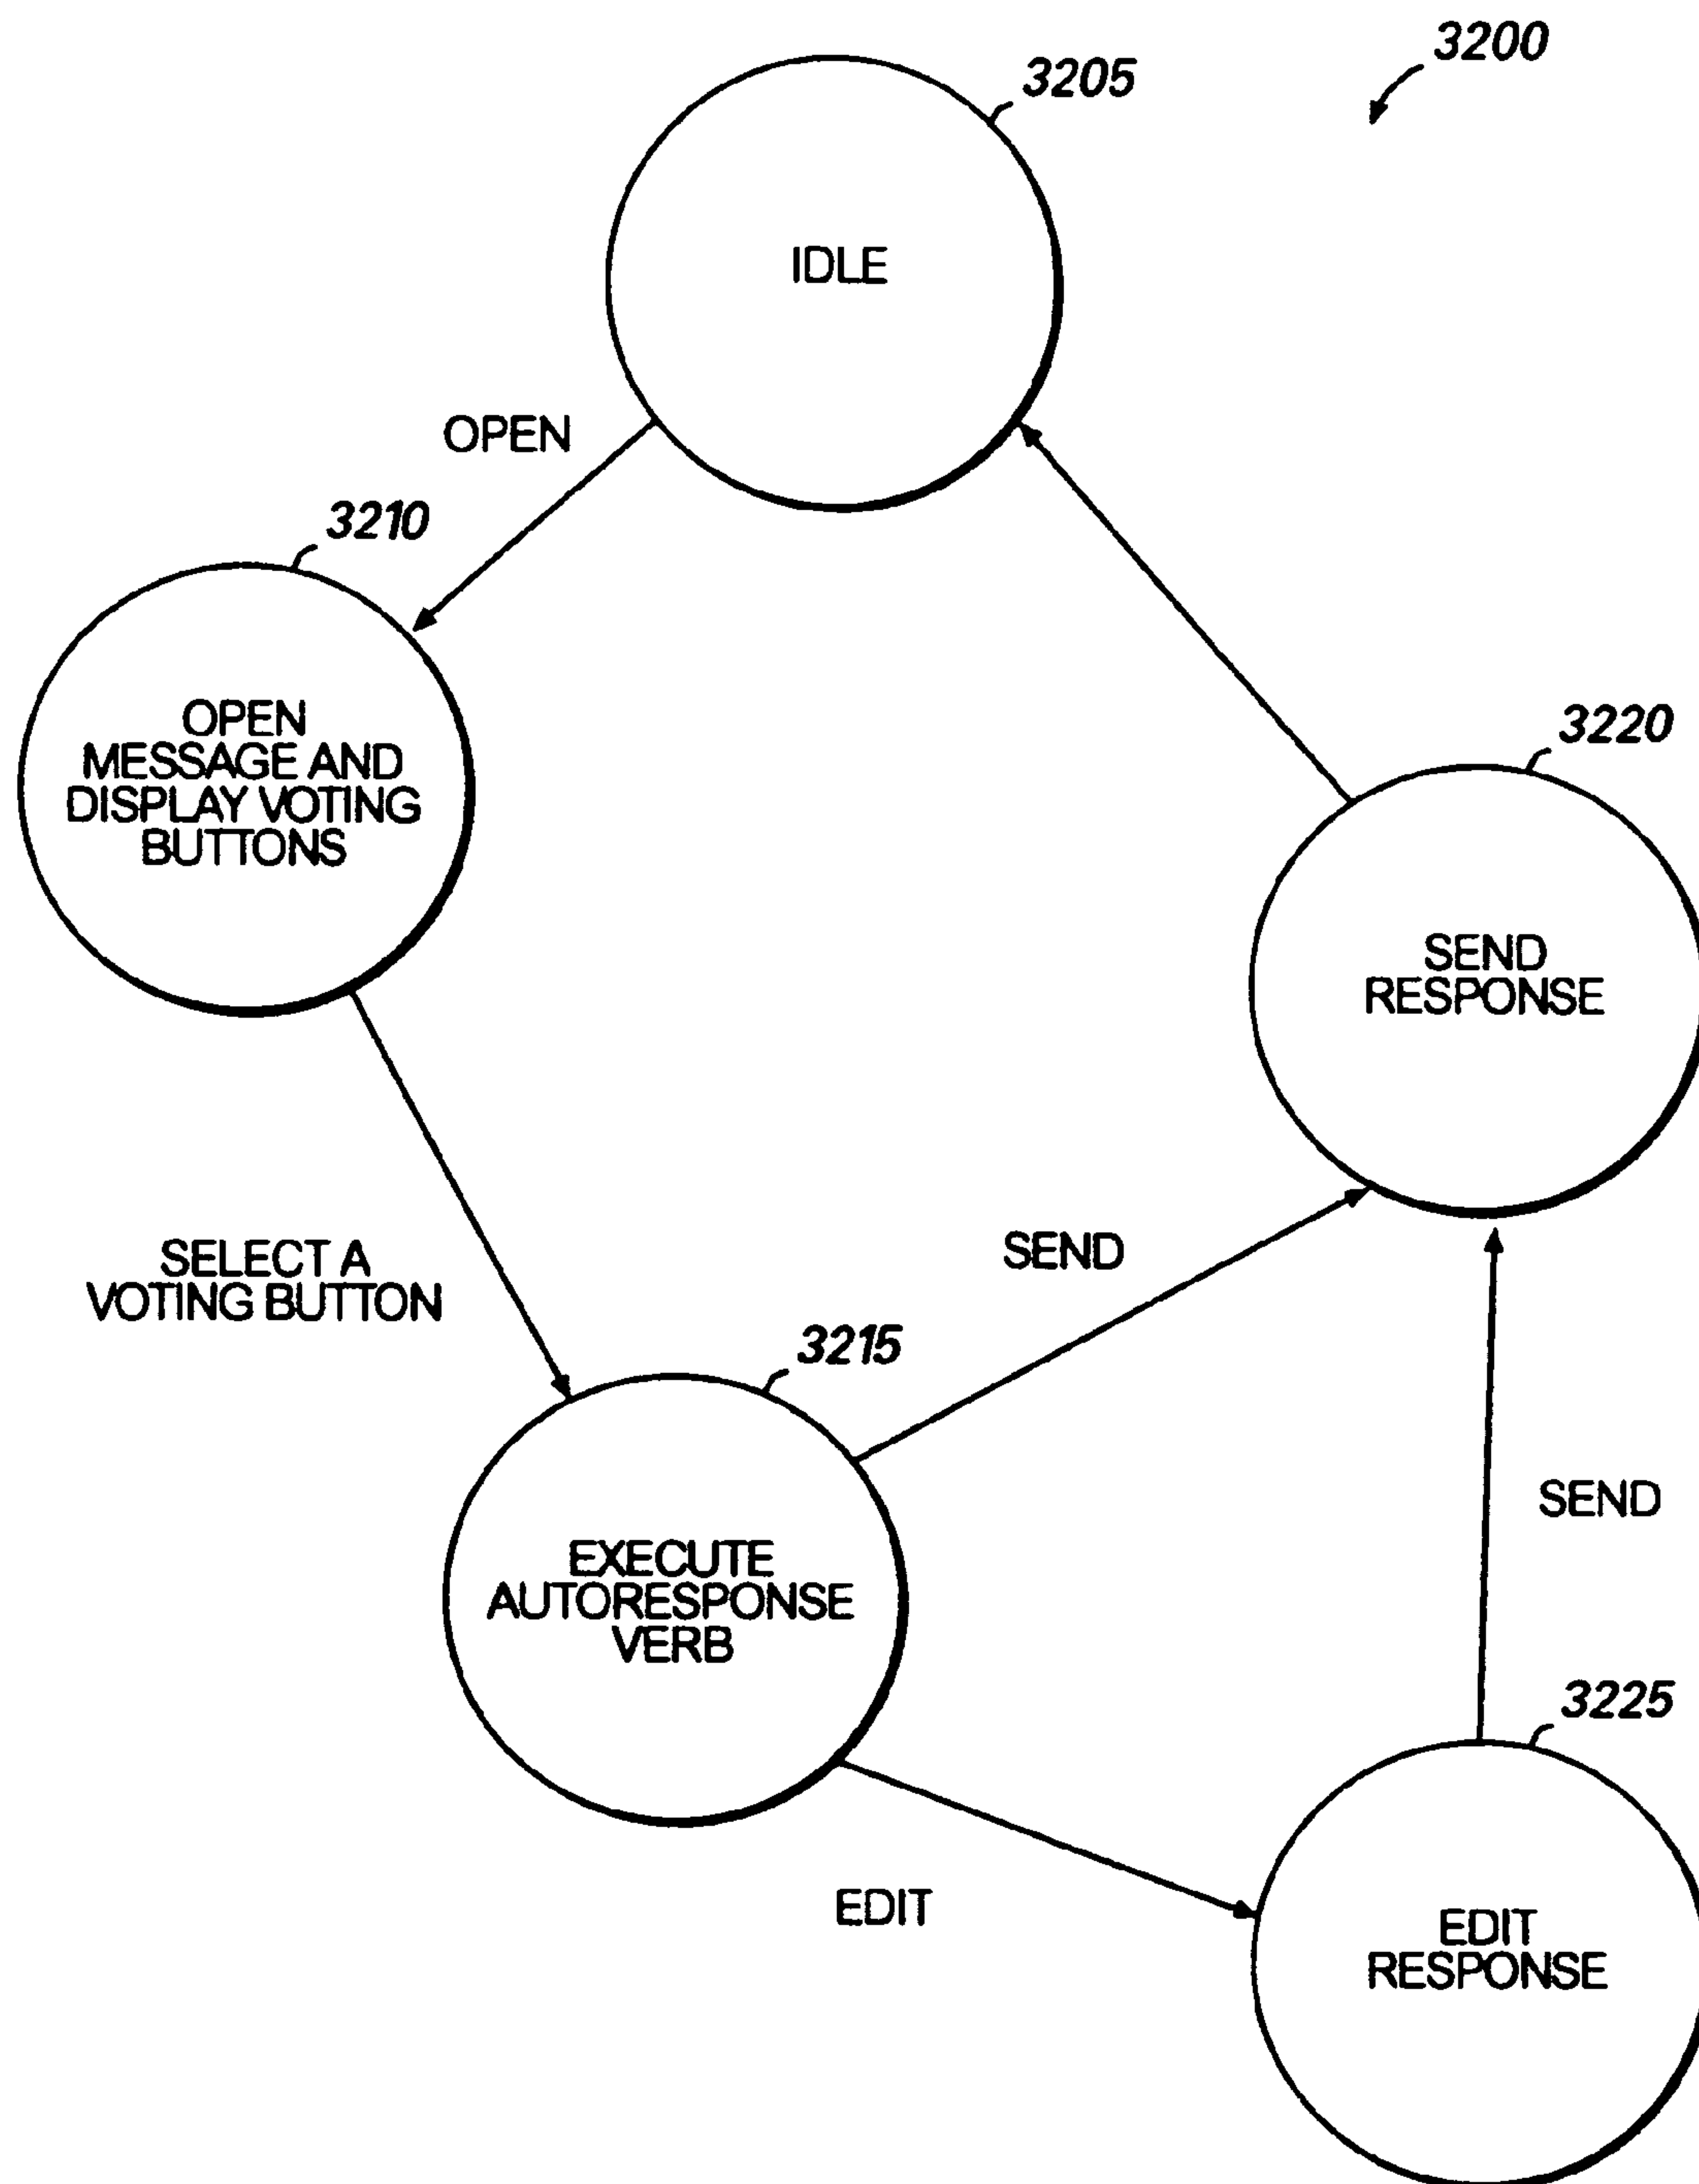 3200
3205
IDLE
OPEN
3210
OPEN
MESSAGE AND
DISPLAY VOTING
BUTTONS
3220
SEND
RESPONSE
SELECT A
VOTING BUTTON
SEND
3215
EXECUTE
AUTORESPONSE
VERB
SEND
3225
EDIT
EDIT
RESPONSE